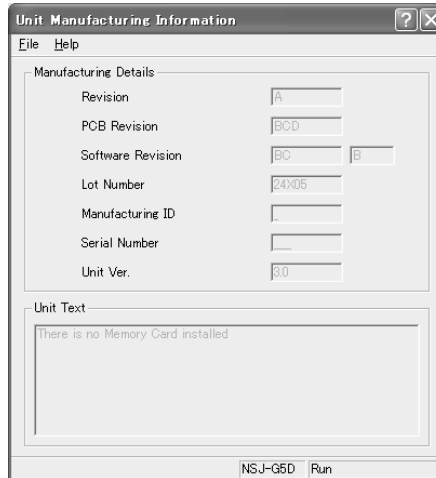 Unit Manufacturing Information
File Help
Manufacturing Details
Revision A
PCB Revision BCD
Software Revision BC B
Lot Number 24X05
Manufacturing ID _
Serial Number ___
Unit Ver. 3.0
Unit Text
There is no Memory Card installed
NSJ-G5D Run